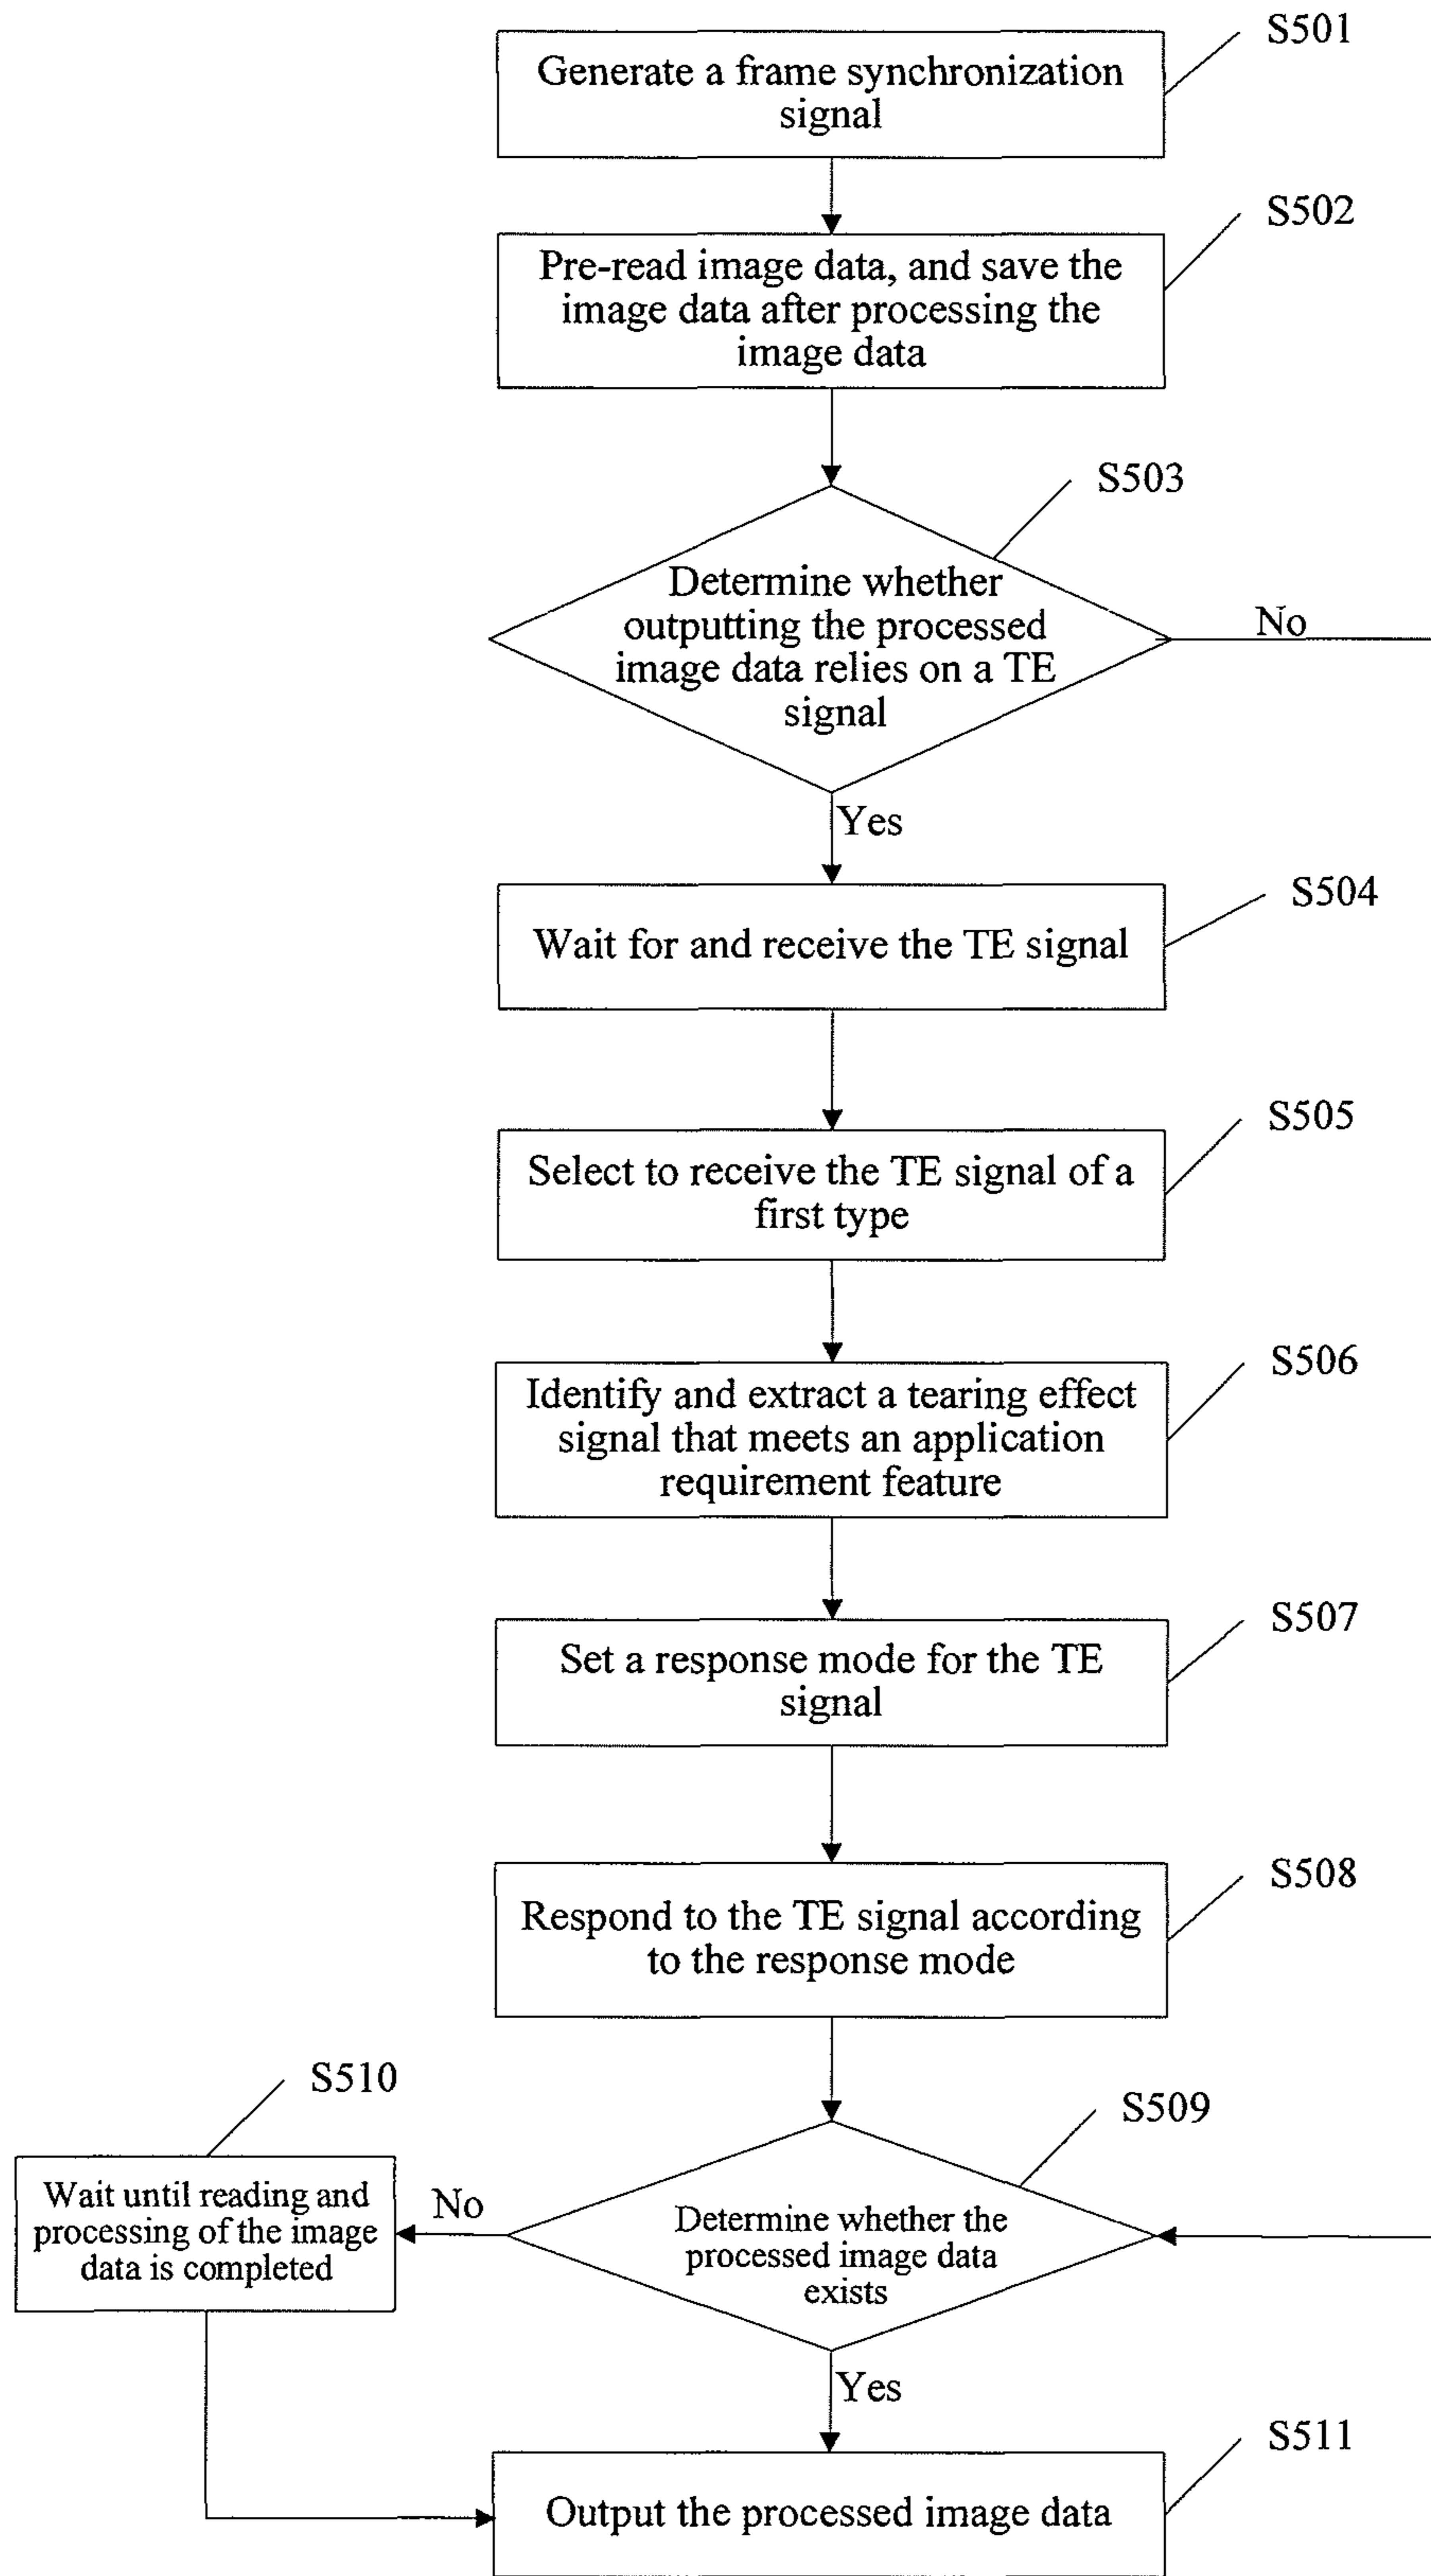 S501
Generate a frame synchronization
signal
S502
Pre-read image data, and save the
image data after processing the
image data
S503
Determine whether
outputting the processed
image data relies on a TE
signal
No
Yes
S504
Wait for and receive the TE signal
S505
Select to receive the TE signal of a
first type
S506
Identify and extract a tearing effect
signal that meets an application
requirement feature
S507
Set a response mode for the TE
signal
S508
Respond to the TE signal according
to the response mode
S510
S509
Wait until reading and
processing of the image
data is completed
No
Determine whether the
processed image data
exists
Yes
S511
Output the processed image data